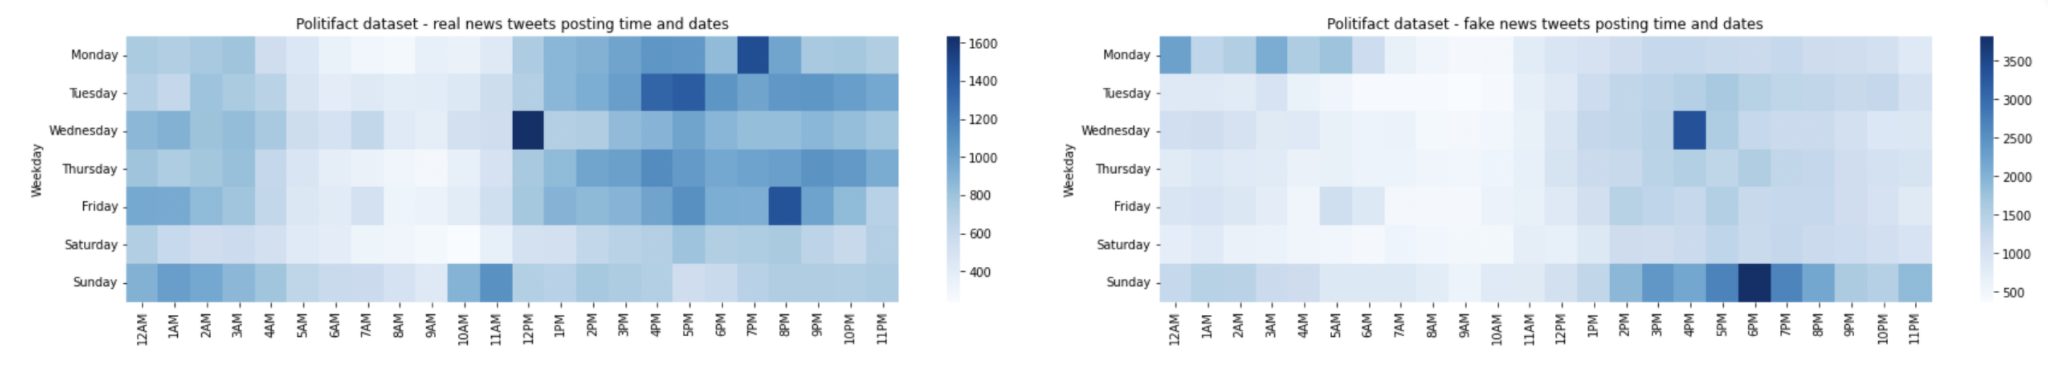 Politifact dataset - real news tweets posting time and dates
Weekday
Monday
Tuesday
Wednesday
Thursday
Friday
Saturday
Sunday
12AM 1AM 2AM 3AM 4AM 5AM 6AM 7AM 8AM 9AM 10AM 11AM 12PM 1PM 2PM 3PM 4PM 5PM 6PM 7PM 8PM 9PM 10PM 11PM
1600
1400
1200
1000
800
600
400
Politifact dataset - fake news tweets posting time and dates
Weekday
Monday
Tuesday
Wednesday
Thursday
Friday
Saturday
Sunday
12AM 1AM 2AM 3AM 4AM 5AM 6AM 7AM 8AM 9AM 10AM 11AM 12PM 1PM 2PM 3PM 4PM 5PM 6PM 7PM 8PM 9PM 10PM 11PM
3500
3000
2500
2000
1500
1000
500